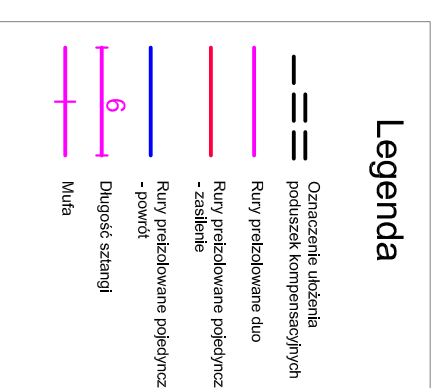 Legenda
Oznaczenie ułożenia
poduszek kompensacyjnych
Rury preIzolowane duo
Rury preizolowane pojedyncz
- zasilenie
Rury preizolowane pojedyncz
- powrót
6
Długość sztangi
Mufa